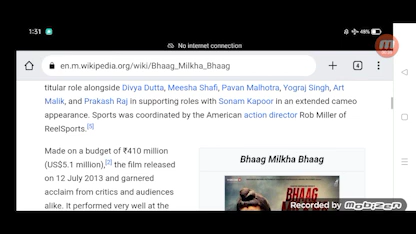 1:31
48%
No internet connection
en.m.wikipedia.org/wiki/Bhaag_Milkha_Bhaag
4
titular role alongside Divya Dutta, Meesha Shafi, Pavan Malhotra, Yograj Singh, Art
Malik, and Prakash Raj in supporting roles with Sonam Kapoor in an extended cameo
appearance. Sports was coordinated by the American action director Rob Miller of
ReelSports.[5]
Made on a budget of ₹410 million
(US$5.1 million),[2] the film released
on 12 July 2013 and garnered
acclaim from critics and audiences
alike. It performed very well at the
Bhaag Milkha Bhaag
BHAAG
Recorded by MOBIZEN